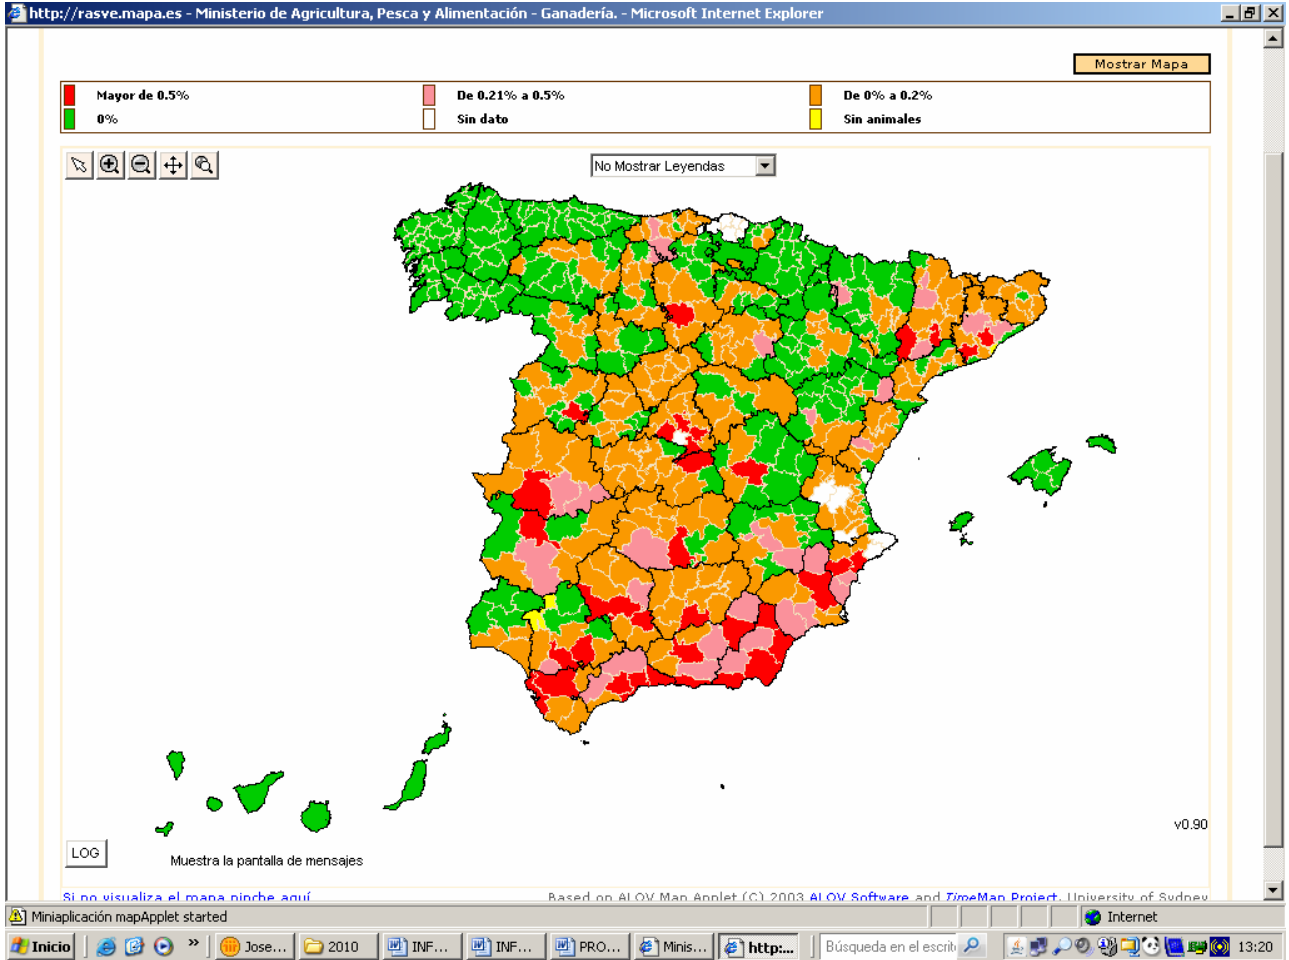 http://rasve.mapa.es - Ministerio de Agricultura, Pesca y Alimentación - Ganadería. - Microsoft Internet Explorer
Mostrar Mapa
Mayor de 0.5%
De 0.21% a 0.5%
De 0% a 0.2%
0%
Sin dato
Sin animales
No Mostrar Leyendas
v0.90
LOG
Muestra la pantalla de mensajes
Si no visualiza el mapa pinche aquí
Based on ALOV Map Applet (C) 2003 ALOV Software and TimeMap Project, University of Sydney
Miniaplicación mapApplet started
Internet
Inicio
»
Jose...
2010
INF...
INF...
PRO...
Minis...
http:...
Búsqueda en el escrit
13:20